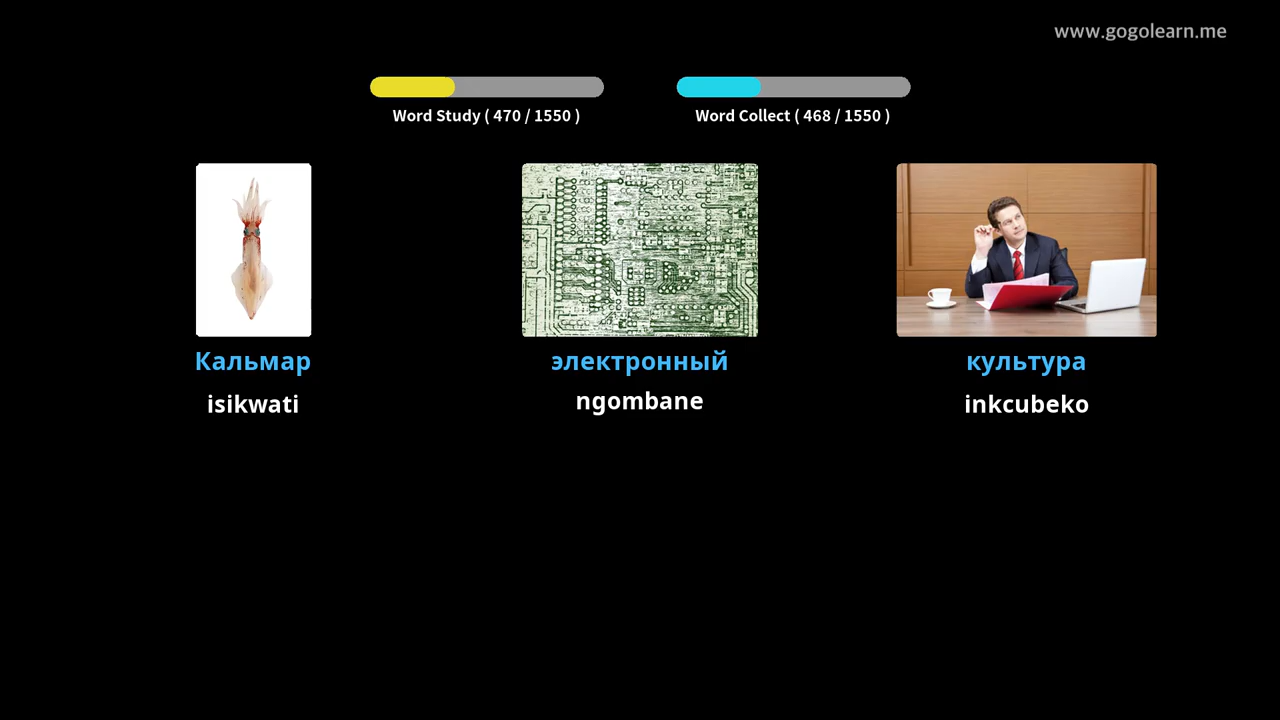 www.gogolearn.me
Word Study ( 470 / 1550 )
Word Collect ( 468 / 1550 )
Кальмар
isikwati
электронный
ngombane
культура
inkcubeko